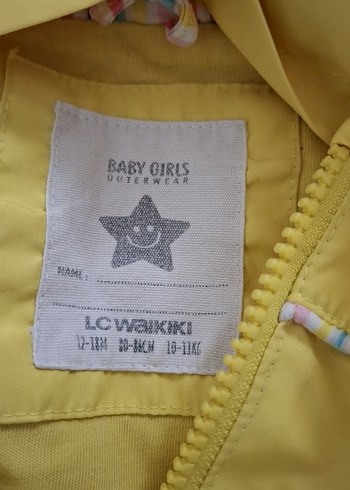 BABY GIRLS
OUTERWEAR
NAME:
LC WAIKIKI
12-18M 80-86CM 10-11KG